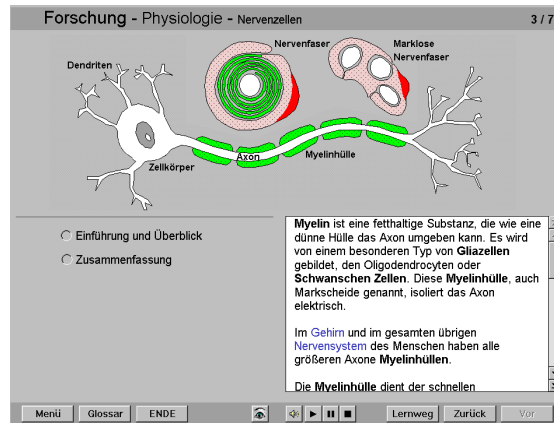 Forschung - Physiologie - Nervenzellen 3 / 7
Nervenfaser
Marklose
Nervenfaser
Dendriten
Zellkörper
Axon
Myelinhülle
Einführung und Überblick
Zusammenfassung
Myelin ist eine fetthaltige Substanz, die wie eine
dünne Hülle das Axon umgeben kann. Es wird
von einem besonderen Typ von Gliazellen
gebildet, den Oligodendrocyten oder
Schwanschen Zellen. Diese Myelinhülle, auch
Markscheide genannt, isoliert das Axon
elektrisch.
Im Gehirn und im gesamten übrigen
Nervensystem des Menschen haben alle
größeren Axone Myelinhüllen.
Die Myelinhülle dient der schnellen
Menü Glossar ENDE Lernweg Zurück Vor